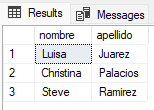 Results Messages
nombre apellido
1 Luisa Juarez
2 Christina Palacios
3 Steve Ramirez